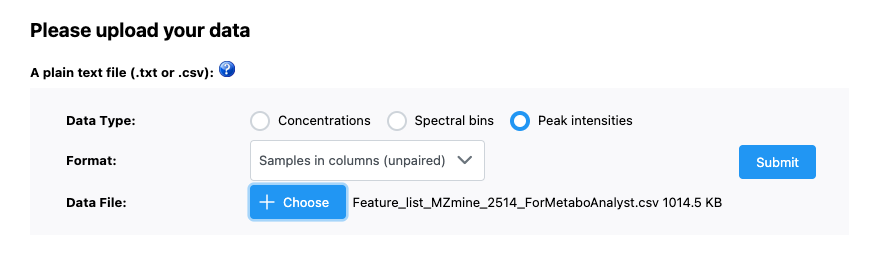 Please upload your data
A plain text file (.txt or .csv): ?
Data Type: Concentrations Spectral bins Peak intensities
Format: Samples in columns (unpaired) Submit
Data File: + Choose Feature_list_MZmine_2514_ForMetaboAnalyst.csv 1014.5 KB